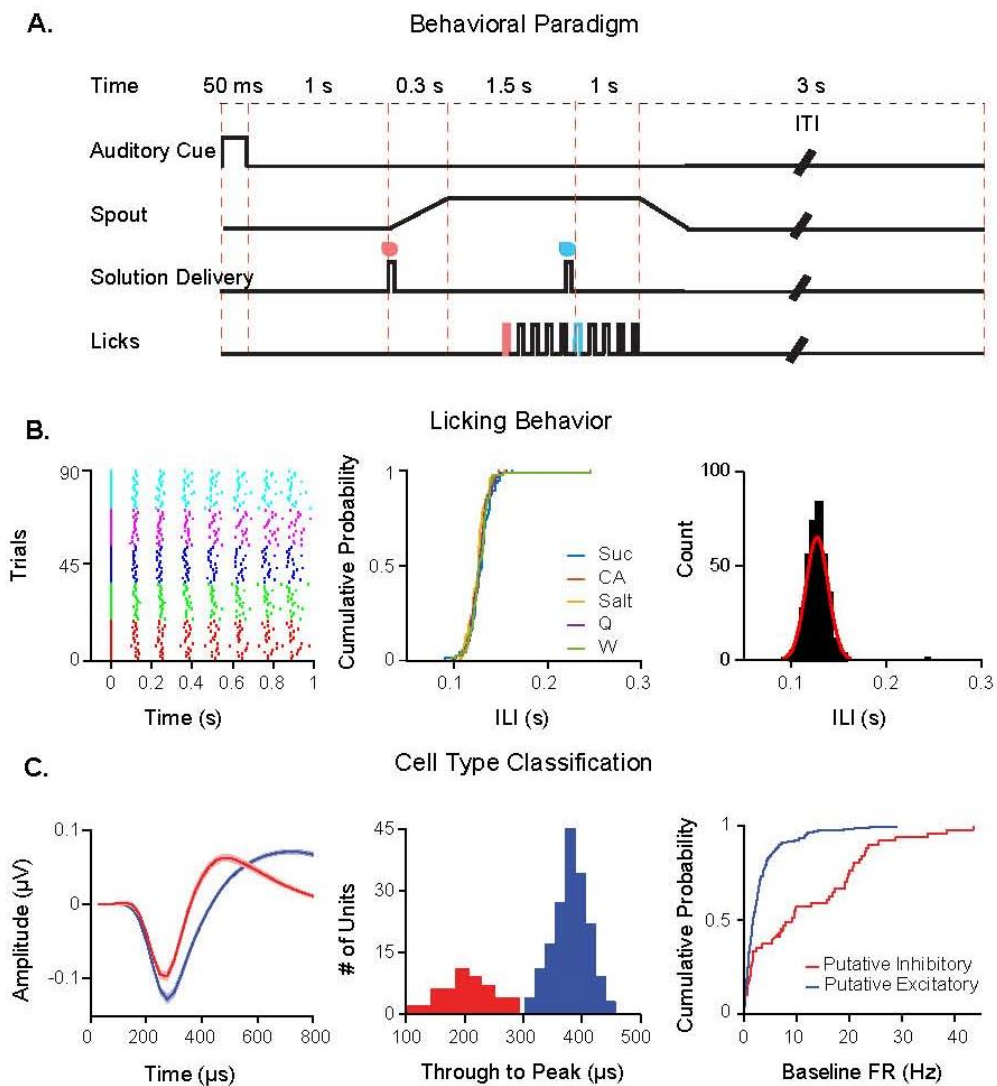 A.
Behavioral Paradigm
Time 50 ms 1 s 0.3 s 1.5 s 1 s 3 s
ITI
Auditory Cue
Spout
Solution Delivery
Licks
B.
Licking Behavior
Trials
90
45
0
0 0.2 0.4 0.6 0.8 1
Time (s)
Cumulative Probability
1
0.5
0
Suc
CA
Salt
Q
W
0.1 0.2 0.3
ILI (s)
Count
100
50
0
0.1 0.2 0.3
ILI (s)
C.
Cell Type Classification
Amplitude (µV)
0.1
0
-0.1
0 200 400 600 800
Time (µs)
# of Units
45
30
15
0
100 200 300 400 500
Through to Peak (µs)
Cumulative Probability
1
0.5
0
Putative Inhibitory
Putative Excitatory
0 10 20 30 40
Baseline FR (Hz)